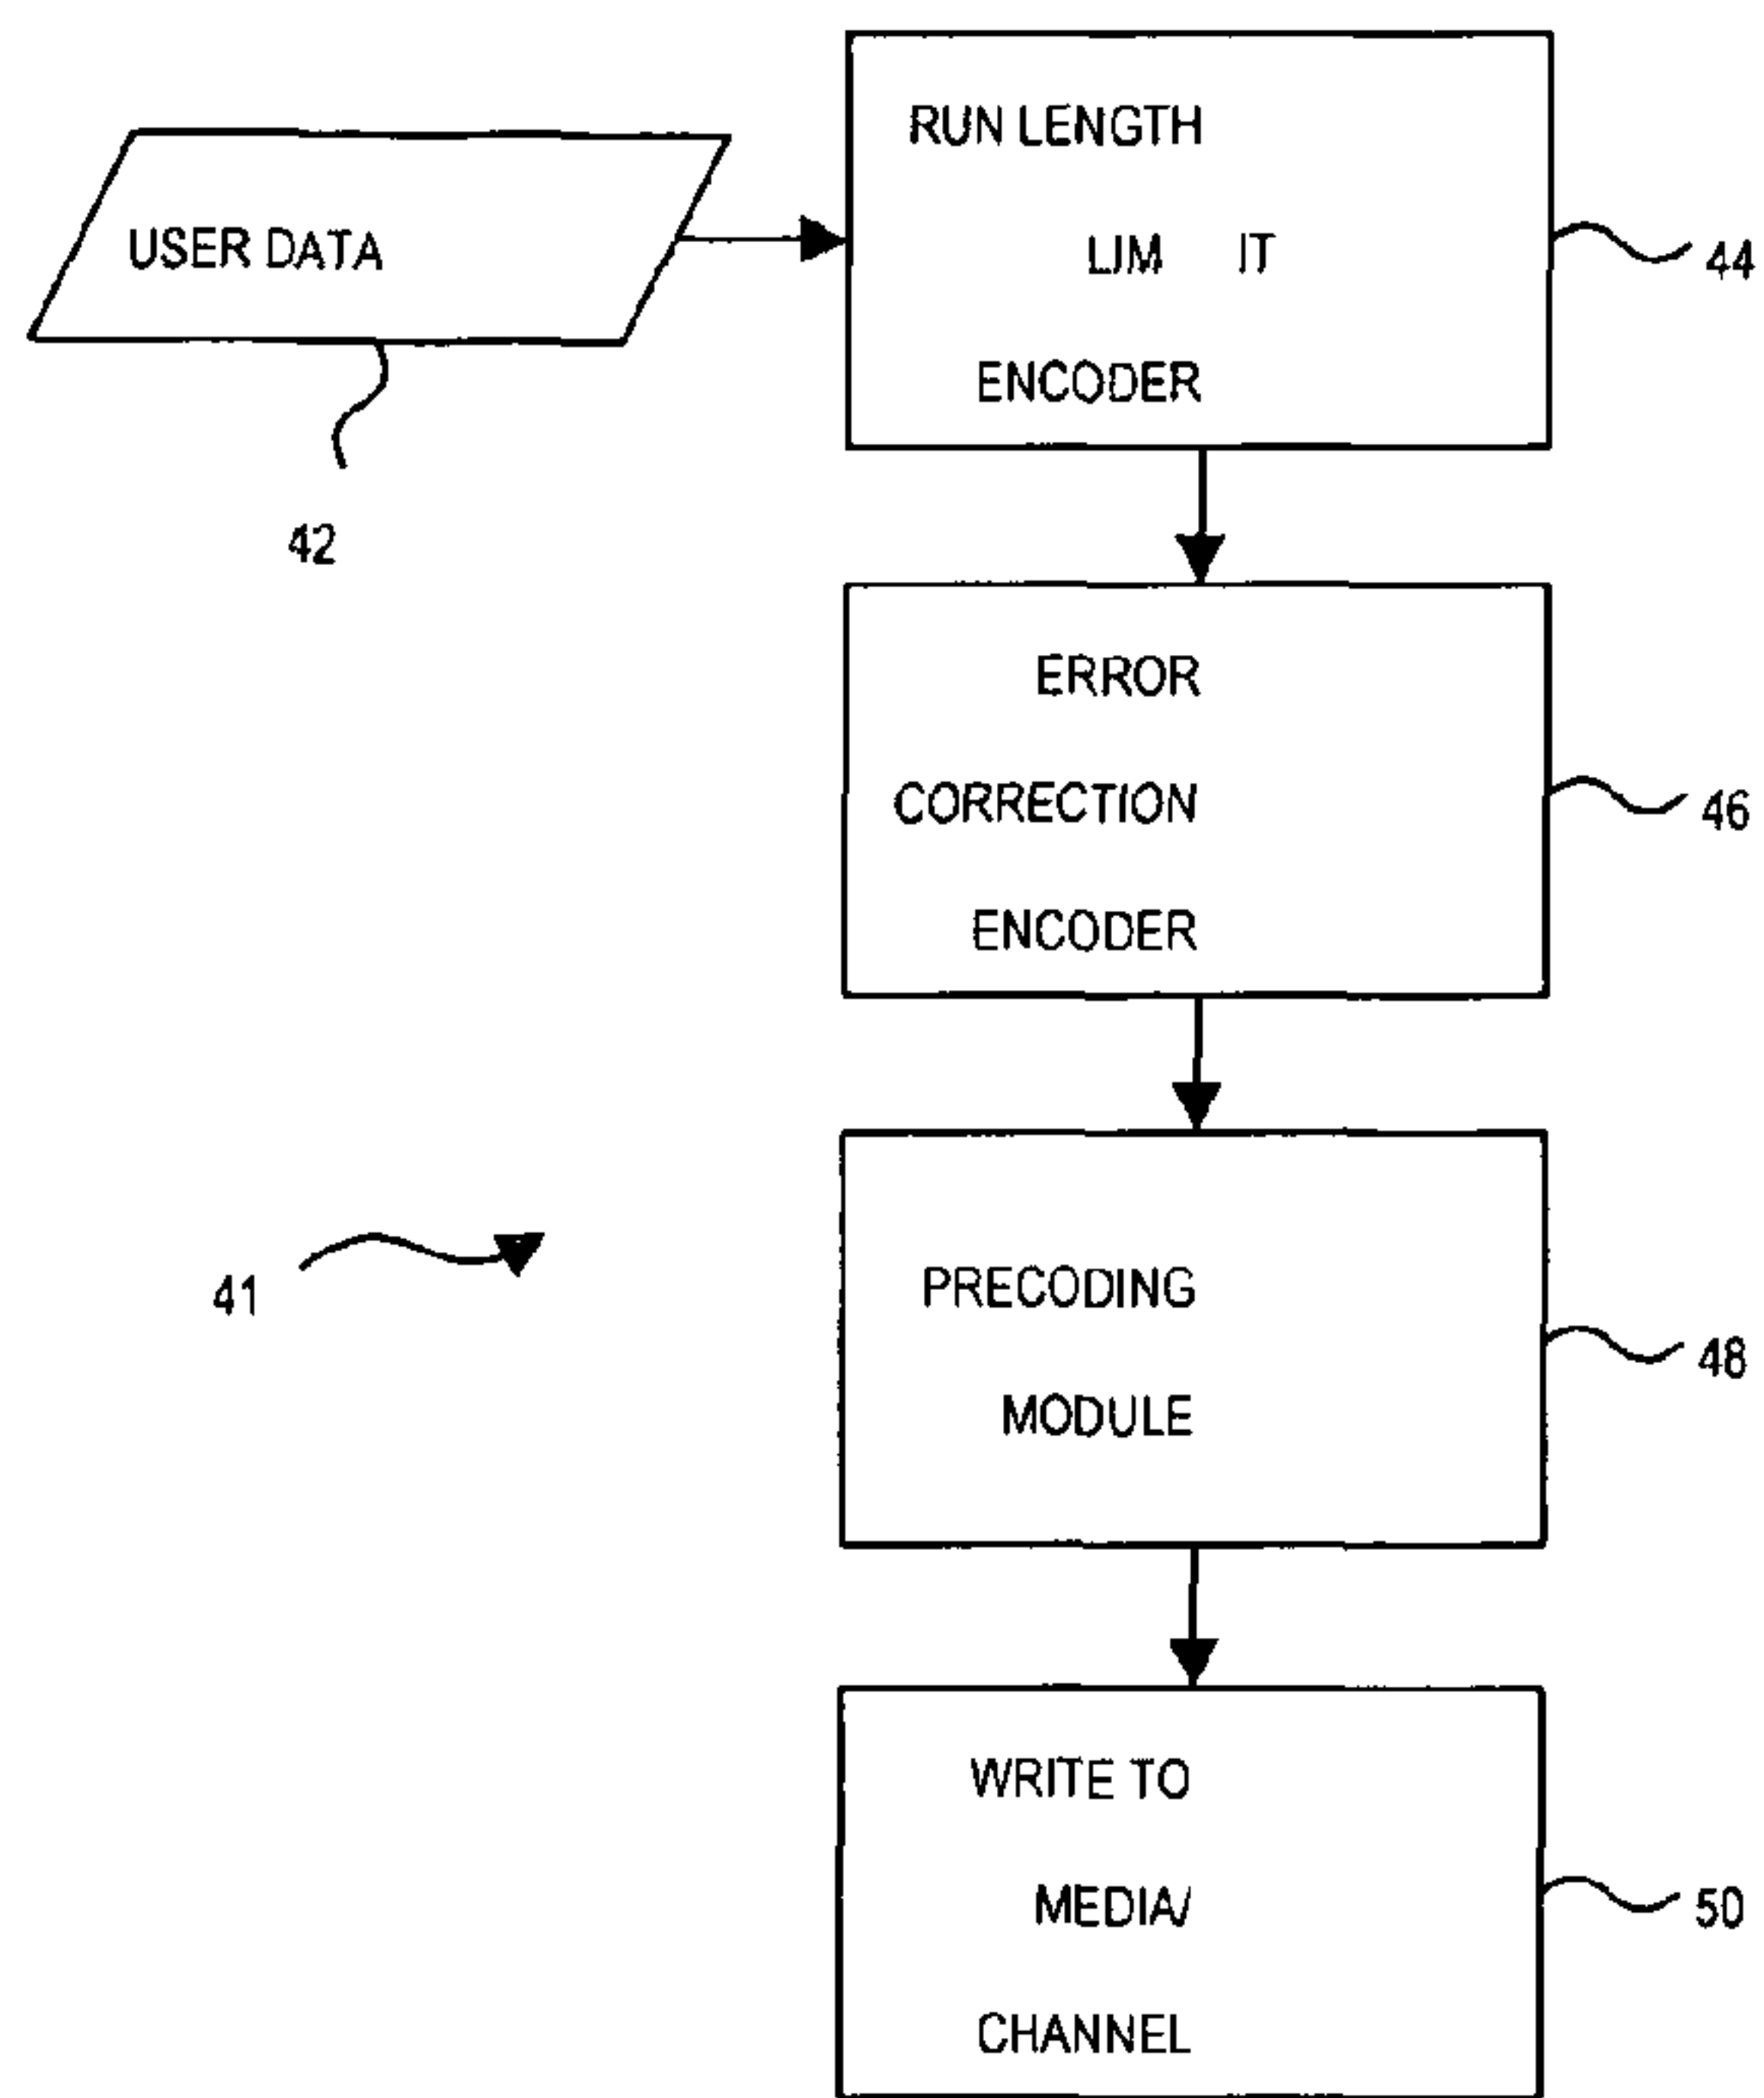 RUN LENGTH
USER DATA
LIM IT
44
ENCODER
42
ERROR
CORRECTION
46
ENCODER
41
PRECODING
48
MODULE
WRITE TO
MEDIA/
50
CHANNEL